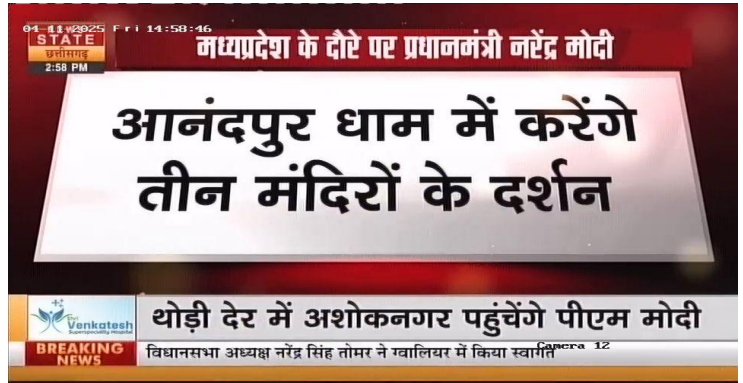 04-11-2025 Fri 14:58:46
STATE
छत्तीसगढ़
2:58 PM
मध्यप्रदेश के दौरे पर प्रधानमंत्री नरेंद्र मोदी
आनंदपुर धाम में करेंगे
तीन मंदिरों के दर्शन
Venkatesh
Superspeciality Hospital
थोड़ी देर में अशोकनगर पहुंचेंगे पीएम मोदी
BREAKING
NEWS
विधानसभा अध्यक्ष नरेंद्र सिंह तोमर ने ग्वालियर में किया स्वागत
Camera 12